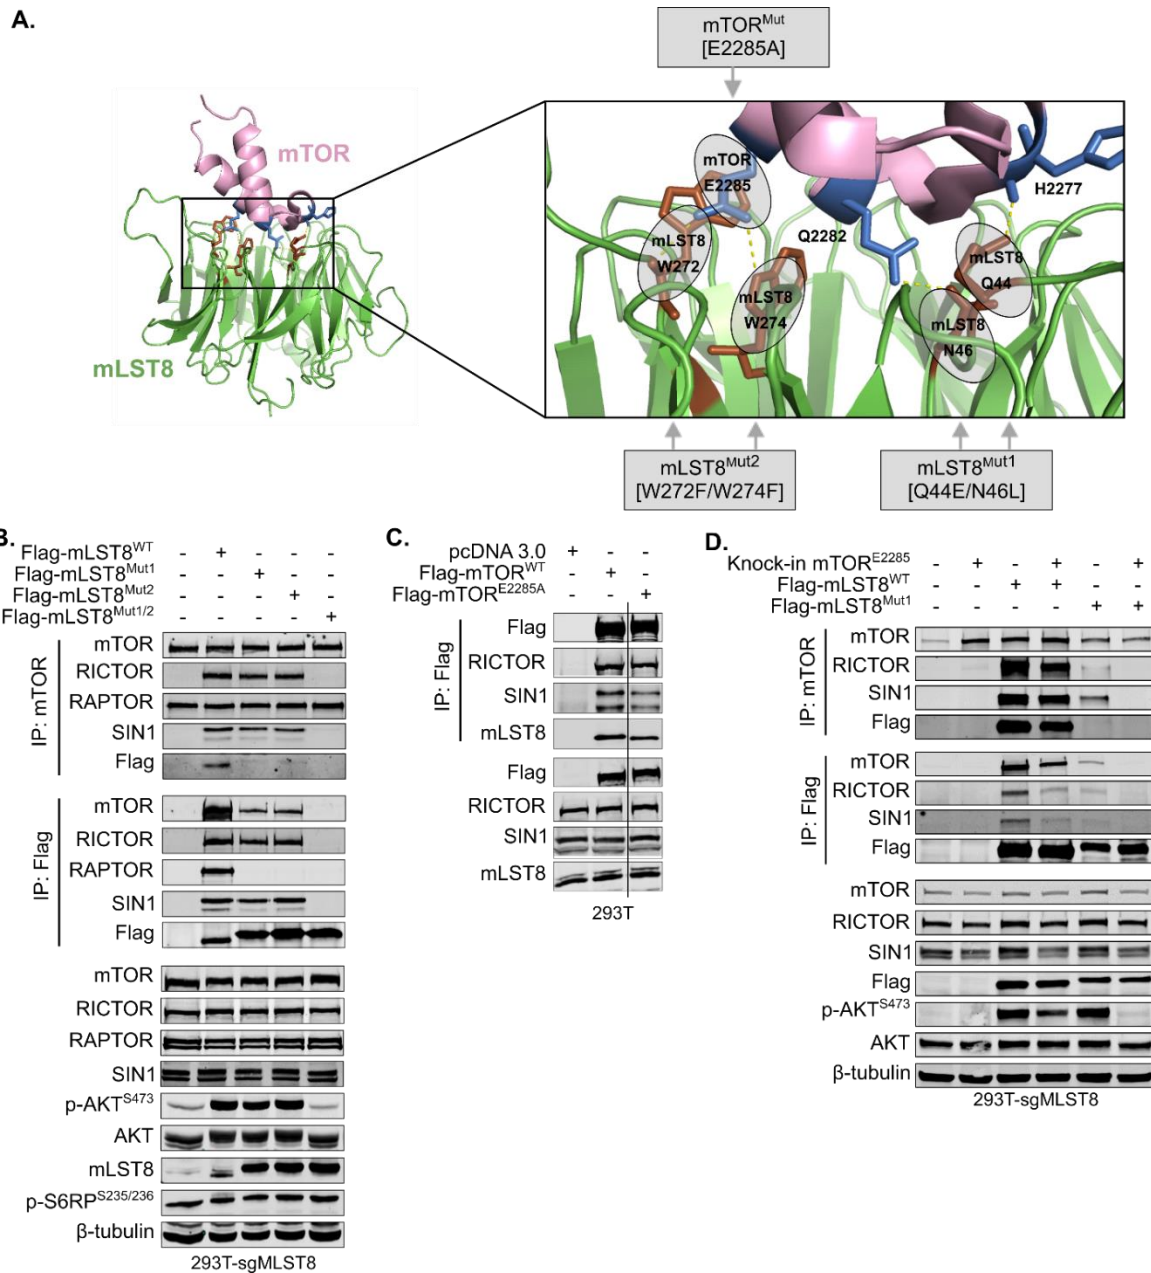 A.
mTOR^Mut
[E2285A]
mTOR
mLST8
mTOR
E2285
H2277
Q2282
mLST8
W272
mLST8
Q44
mLST8
W274
mLST8
N46
mLST8^Mut2
[W272F/W274F]
mLST8^Mut1
[Q44E/N46L]
B.
Flag-mLST8^WT - + - - -
Flag-mLST8^Mut1 - - + - -
Flag-mLST8^Mut2 - - - + -
Flag-mLST8^Mut1/2 - - - - +
IP: mTOR
mTOR
RICTOR
RAPTOR
SIN1
Flag
IP: Flag
mTOR
RICTOR
RAPTOR
SIN1
Flag
mTOR
RICTOR
RAPTOR
SIN1
p-AKT^S473
AKT
mLST8
p-S6RP^S235/236
β-tubulin
293T-sgMLST8
C.
pcDNA 3.0 + - -
Flag-mTOR^WT - + -
Flag-mTOR^E2285A - - +
IP: Flag
Flag
RICTOR
SIN1
mLST8
Flag
RICTOR
SIN1
mLST8
293T
D.
Knock-in mTOR^E2285 - + - + - +
Flag-mLST8^WT - - + + - -
Flag-mLST8^Mut1 - - - - + +
IP: mTOR
mTOR
RICTOR
SIN1
Flag
IP: Flag
mTOR
RICTOR
SIN1
Flag
mTOR
RICTOR
SIN1
Flag
p-AKT^S473
AKT
β-tubulin
293T-sgMLST8